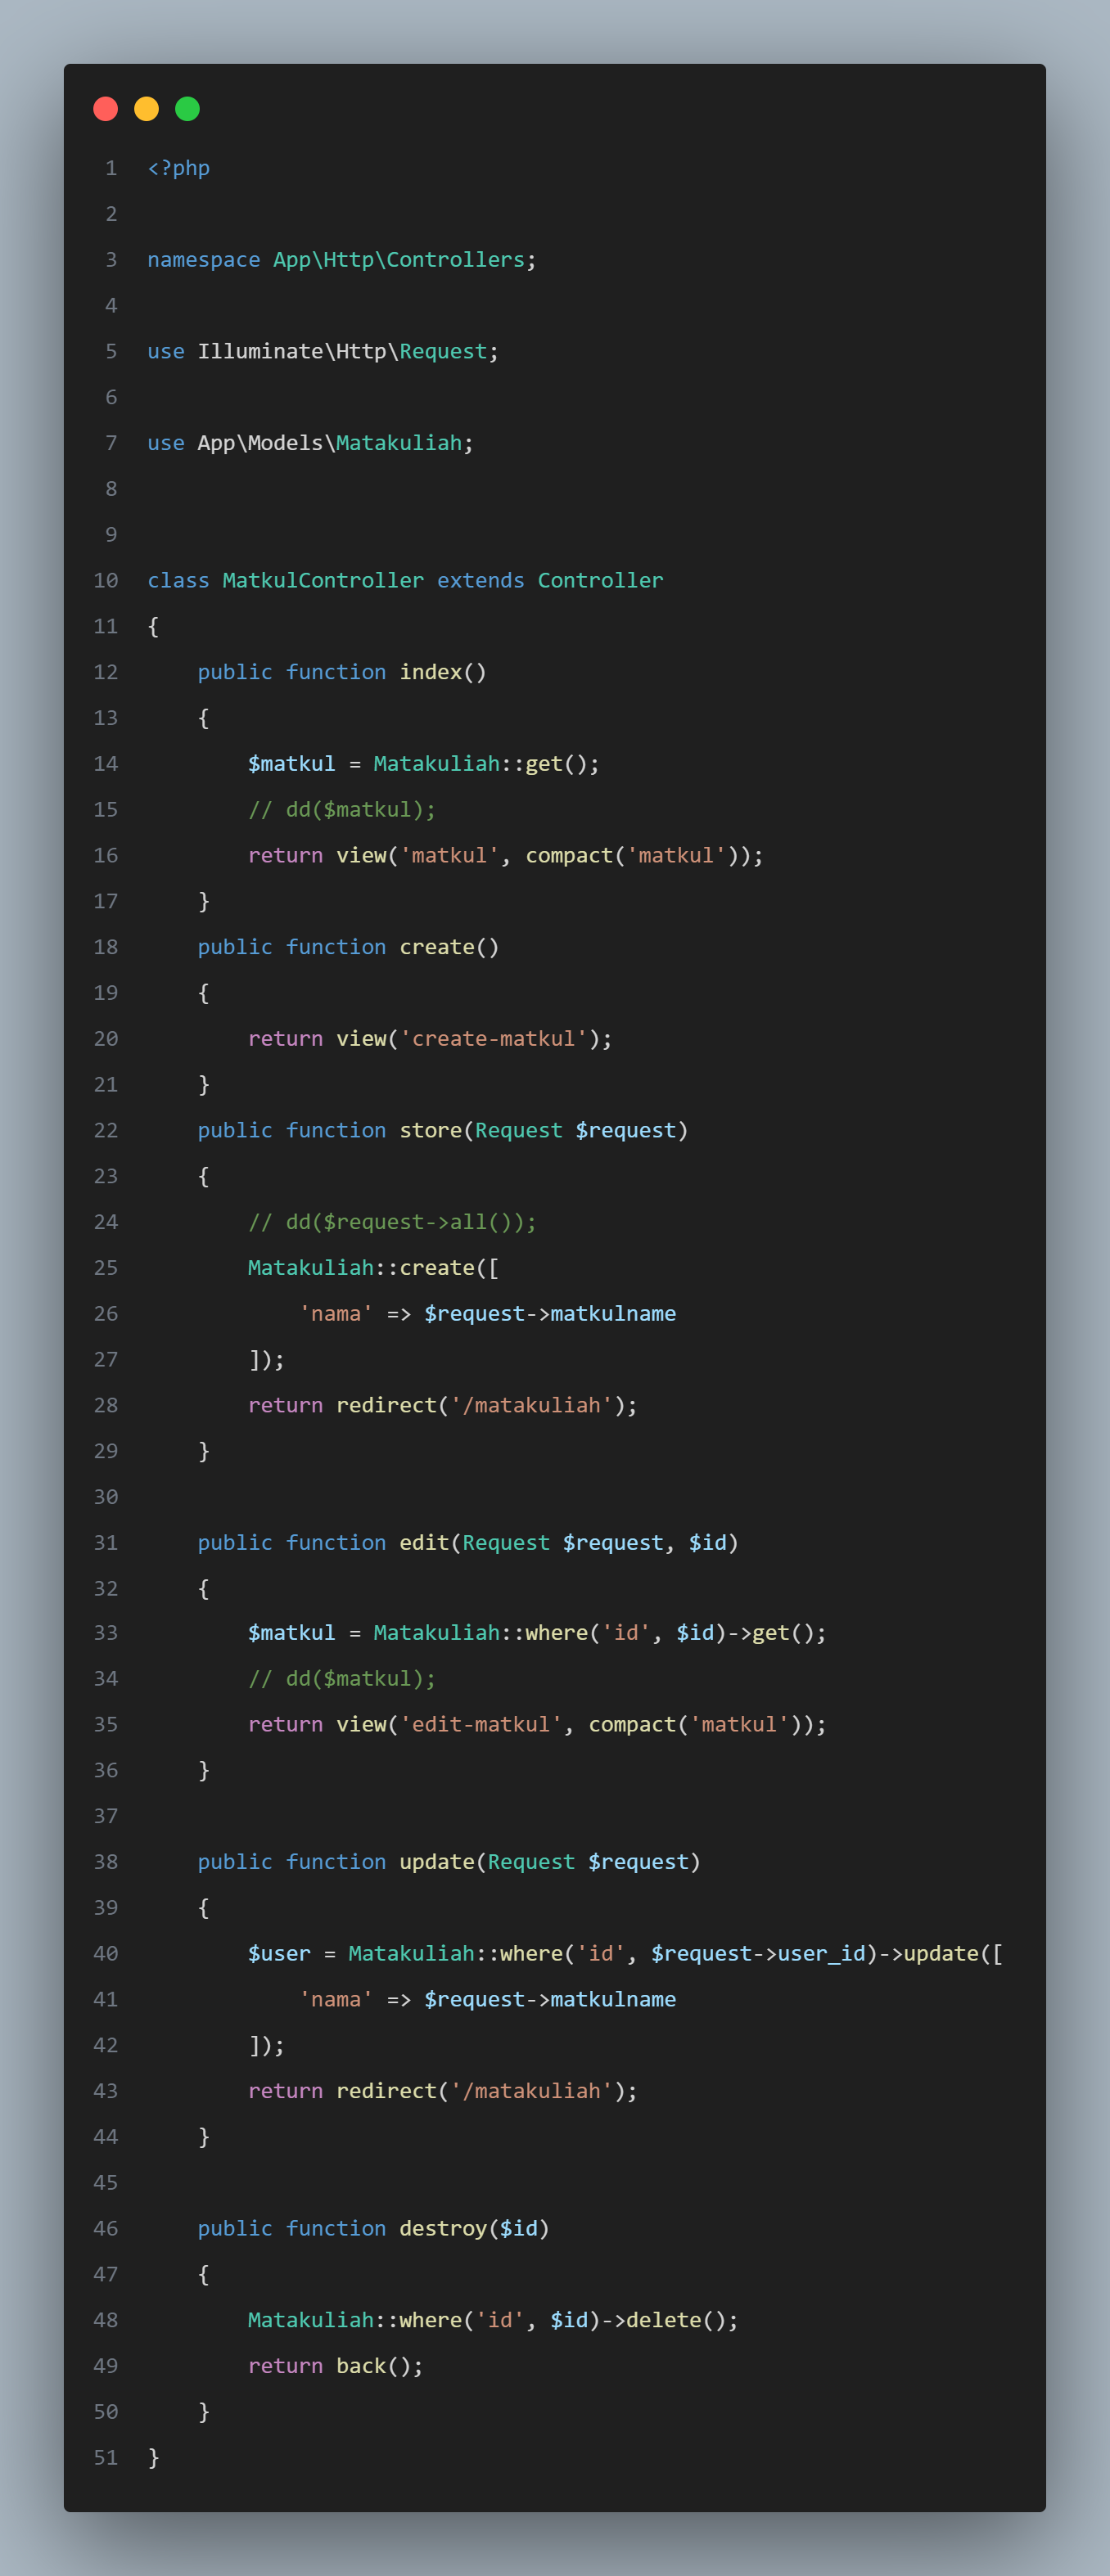 1 <?php
2
3 namespace App\Http\Controllers;
4
5 use Illuminate\Http\Request;
6
7 use App\Models\Matakuliah;
8
9
10 class MatkulController extends Controller
11 {
12     public function index()
13     {
14         $matkul = Matakuliah::get();
15         // dd($matkul);
16         return view('matkul', compact('matkul'));
17     }
18     public function create()
19     {
20         return view('create-matkul');
21     }
22     public function store(Request $request)
23     {
24         // dd($request->all());
25         Matakuliah::create([
26             'nama' => $request->matkulname
27         ]);
28         return redirect('/matakuliah');
29     }
30
31     public function edit(Request $request, $id)
32     {
33         $matkul = Matakuliah::where('id', $id)->get();
34         // dd($matkul);
35         return view('edit-matkul', compact('matkul'));
36     }
37
38     public function update(Request $request)
39     {
40         $user = Matakuliah::where('id', $request->user_id)->update([
41             'nama' => $request->matkulname
42         ]);
43         return redirect('/matakuliah');
44     }
45
46     public function destroy($id)
47     {
48         Matakuliah::where('id', $id)->delete();
49         return back();
50     }
51 }